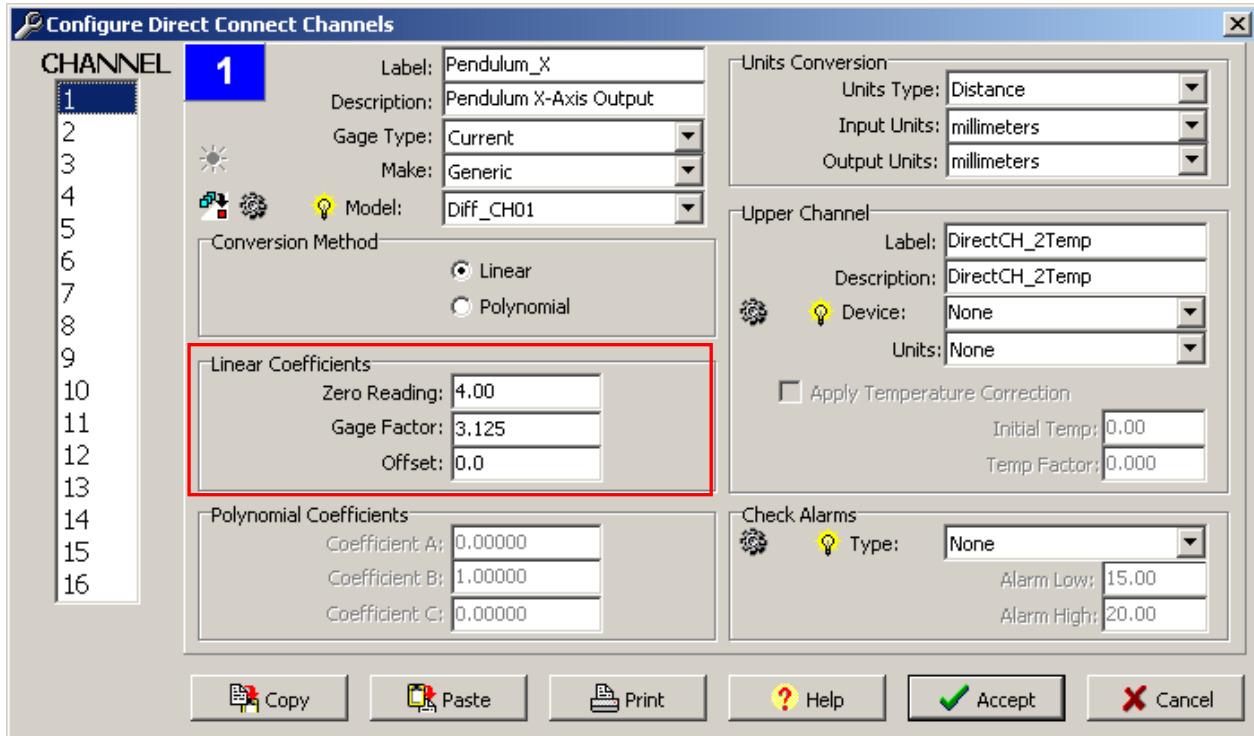 Configure Direct Connect Channels
CHANNEL
1
2
3
4
5
6
7
8
9
10
11
12
13
14
15
16
1
Label: Pendulum_X
Description: Pendulum X-Axis Output
Gage Type: Current
Make: Generic
Model: Diff_CH01
Conversion Method
Linear
Polynomial
Linear Coefficients
Zero Reading: 4.00
Gage Factor: 3.125
Offset: 0.0
Polynomial Coefficients
Coefficient A: 0.00000
Coefficient B: 1.00000
Coefficient C: 0.00000
Units Conversion
Units Type: Distance
Input Units: millimeters
Output Units: millimeters
Upper Channel
Label: DirectCH_2Temp
Description: DirectCH_2Temp
Device: None
Units: None
Apply Temperature Correction
Initial Temp: 0.00
Temp Factor: 0.000
Check Alarms
Type: None
Alarm Low: 15.00
Alarm High: 20.00
Copy
Paste
Print
? Help
Accept
Cancel